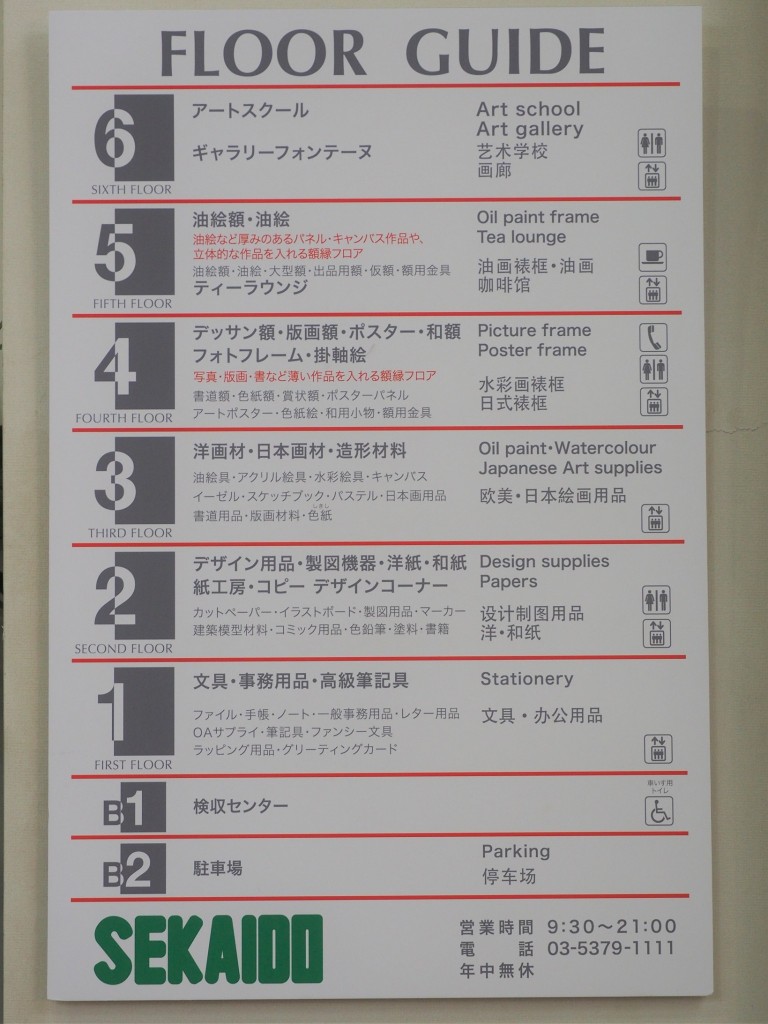 FLOOR GUIDE
6
SIXTH FLOOR
アートスクール
ギャラリーフォンテーヌ
Art school
Art gallery
艺术学校
画廊
5
FIFTH FLOOR
油絵額・油絵
油絵など厚みのあるパネル・キャンバス作品や、
立体的な作品を入れる額縁フロア
油絵額・油絵・大型額・出品用額・仮額・額用金具
ティーラウンジ
Oil paint frame
Tea lounge
油画裱框・油画
咖啡馆
4
FOURTH FLOOR
デッサン額・版画額・ポスター・和額
フォトフレーム・掛軸絵
写真・版画・書など薄い作品を入れる額縁フロア
書道額・色紙額・賞状額・ポスターパネル
アートポスター・色紙絵・和用小物・額用金具
Picture frame
Poster frame
水彩画裱框
日式裱框
3
THIRD FLOOR
洋画材・日本画材・造形材料
油絵具・アクリル絵具・水彩絵具・キャンバス
イーゼル・スケッチブック・パステル・日本画用品
しきし
書道用品・版画材料・色紙
Oil paint・Watercolour
Japanese Art supplies
欧美・日本绘画用品
2
SECOND FLOOR
デザイン用品・製図機器・洋紙・和紙
紙工房・コピー デザインコーナー
カットペーパー・イラストボード・製図用品・マーカー
建築模型材料・コミック用品・色鉛筆・塗料・書籍
Design supplies
Papers
设计制图用品
洋・和纸
1
FIRST FLOOR
文具・事務用品・高級筆記具
ファイル・手帳・ノート・一般事務用品・レター用品
OAサプライ・筆記具・ファンシー文具
ラッピング用品・グリーティングカード
Stationery
文具・办公用品
B1
検収センター
車いす用
トイレ
B2
駐車場
Parking
停车场
SEKAIDO
営業時間 9:30〜21:00
電話 03-5379-1111
年中無休